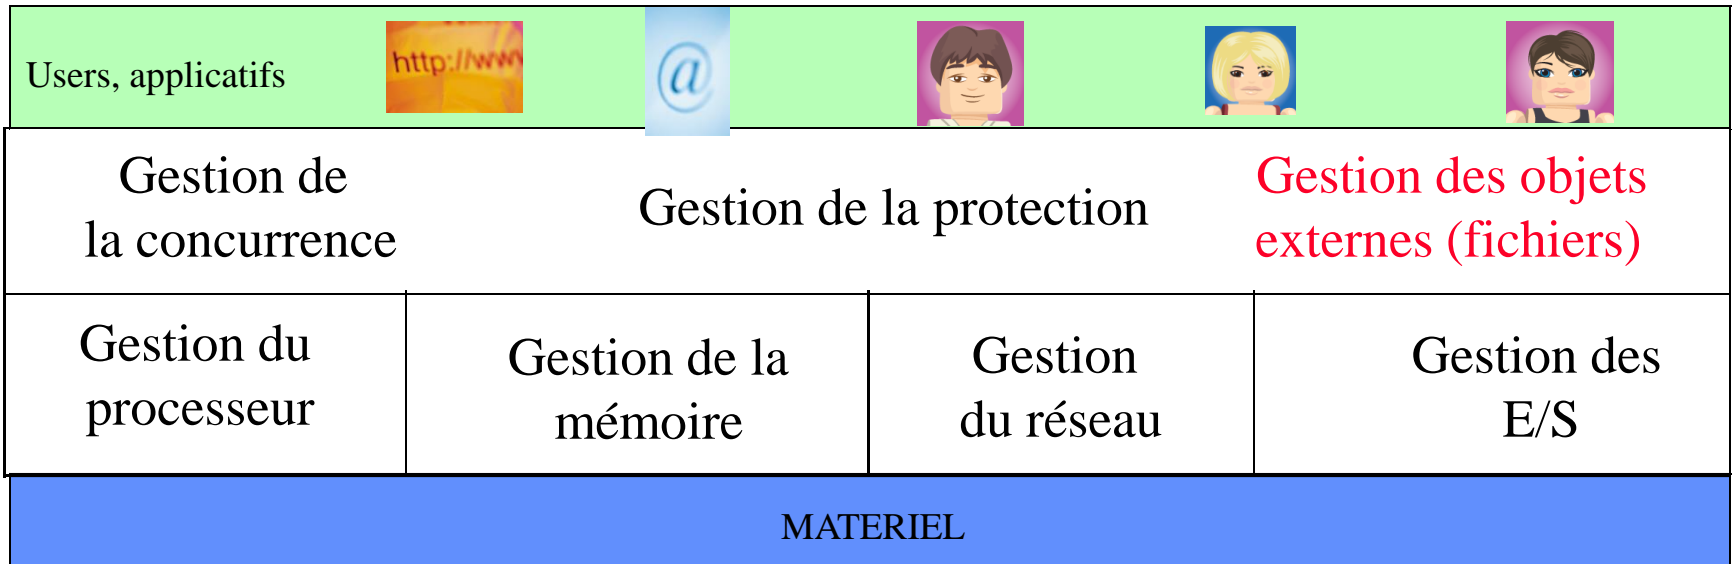 Users, applicatifs
http://www
@
Gestion de
la concurrence
Gestion de la protection
Gestion des objets
externes (fichiers)
Gestion du
processeur
Gestion de la
mémoire
Gestion
du réseau
Gestion des
E/S
MATERIEL